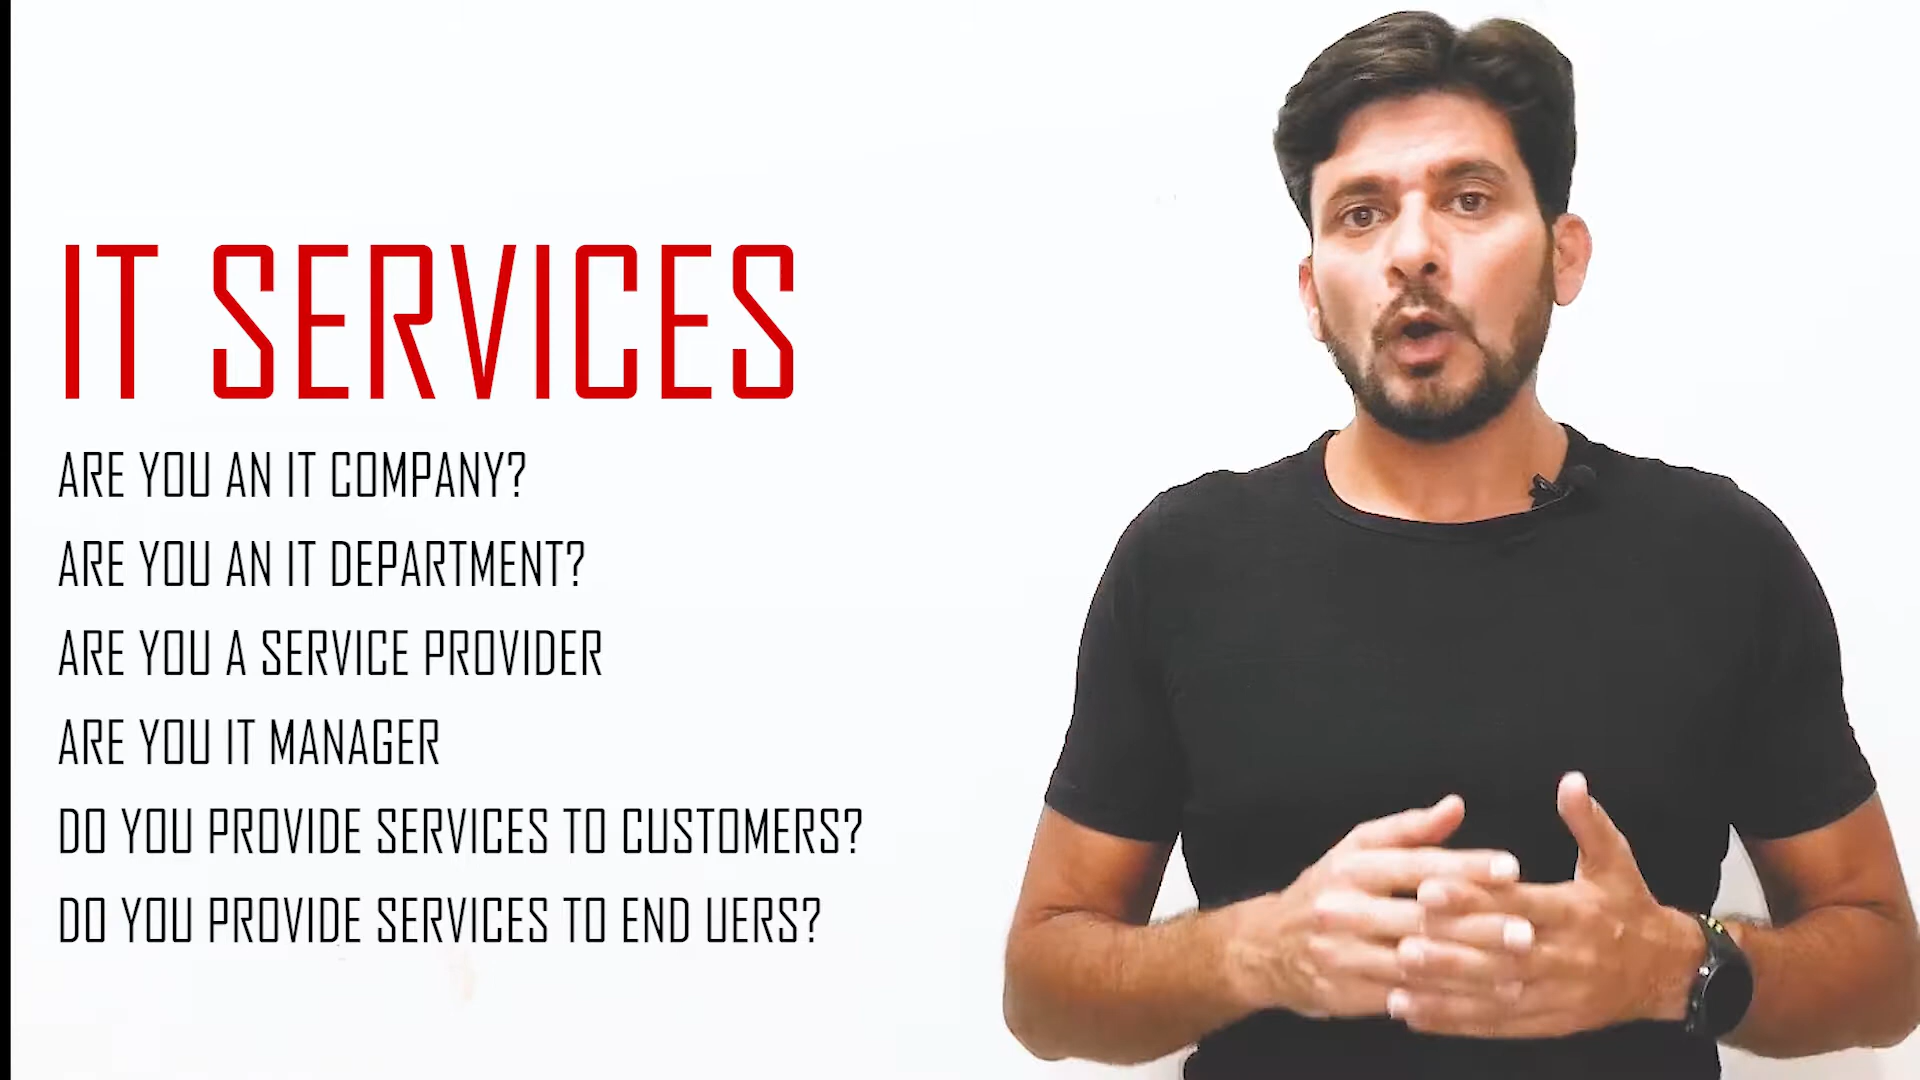 IT SERVICES
ARE YOU AN IT COMPANY?
ARE YOU AN IT DEPARTMENT?
ARE YOU A SERVICE PROVIDER
ARE YOU IT MANAGER
DO YOU PROVIDE SERVICES TO CUSTOMERS?
DO YOU PROVIDE SERVICES TO END UERS?